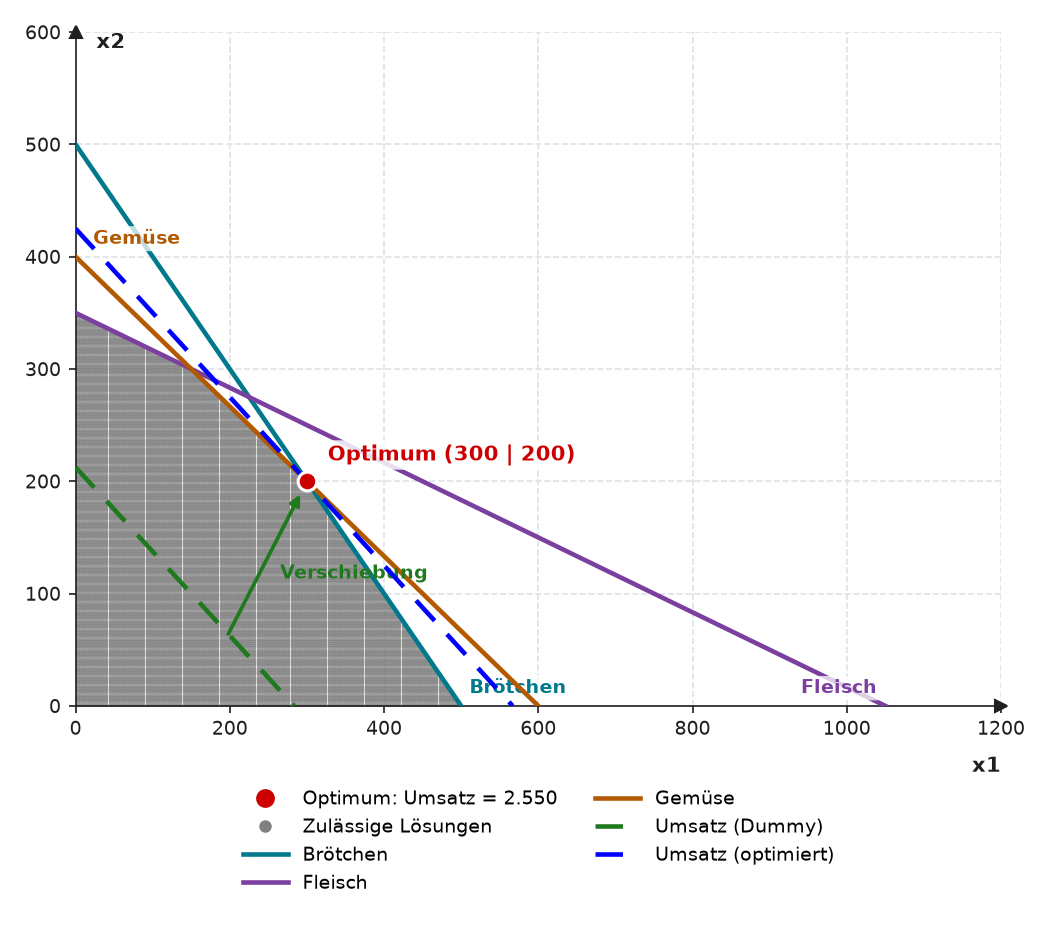 600
x2
500
Gemüse
400
300
Optimum (300 | 200)
200
Verschiebung
100
Brötchen
Fleisch
0
0 200 400 600 800 1000 1200
x1
Optimum: Umsatz = 2.550
Zulässige Lösungen
Brötchen
Fleisch
Gemüse
Umsatz (Dummy)
Umsatz (optimiert)